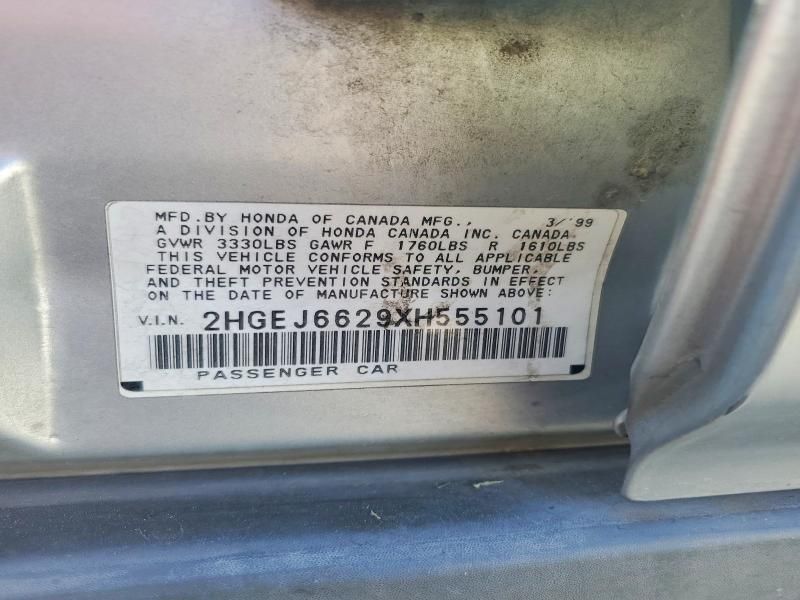 MFD.BY HONDA OF CANADA MFG., 3/'99
A DIVISION OF HONDA CANADA INC. CANADA.
GVWR 3330LBS GAWR F 1760LBS R 1610LBS
THIS VEHICLE CONFORMS TO ALL APPLICABLE
FEDERAL MOTOR VEHICLE SAFETY, BUMPER,
AND THEFT PREVENTION STANDARDS IN EFFECT
ON THE DATE OF MANUFACTURE SHOWN ABOVE:
V.I.N. 2HGEJ6629XH555101
PASSENGER CAR